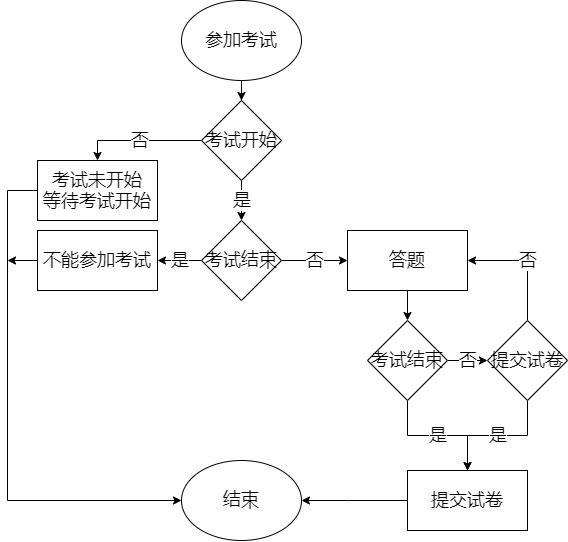 参加考试
考试开始
否
考试未开始
等待考试开始
是
不能参加考试
是
考试结束
否
答题
否
考试结束
否
提交试卷
是
是
结束
提交试卷